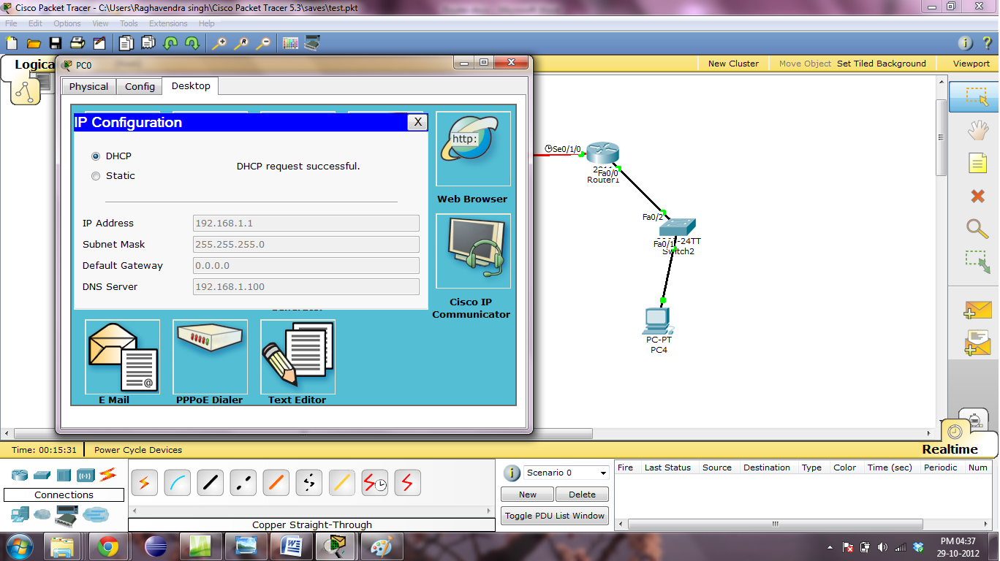 Cisco Packet Tracer - C:\Users\Raghavendra singh\Cisco Packet Tracer 5.3\saves\test.pkt
File Edit Options View Tools Extensions Help
Logica
New Cluster Move Object Set Tiled Background Viewport
PC0
Physical Config Desktop
IP Configuration X
DHCP
Static
DHCP request successful.
IP Address 192.168.1.1
Subnet Mask 255.255.255.0
Default Gateway 0.0.0.0
DNS Server 192.168.1.100
http:
Web Browser
Cisco IP
Communicator
E Mail PPPoE Dialer Text Editor
Se0/1/0
Fa0/0
Router1
Fa0/2
-24TT
Fa0/1
Switch2
PC-PT
PC4
Time: 00:15:31 Power Cycle Devices
Realtime
Connections
Copper Straight-Through
Scenario 0
New Delete
Toggle PDU List Window
Fire Last Status Source Destination Type Color Time (sec) Periodic Num
PM 04:37
29-10-2012